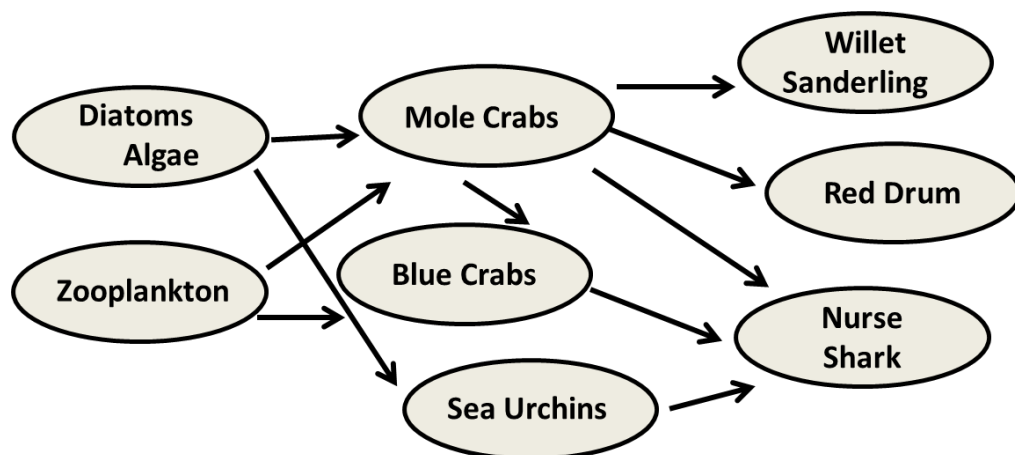 Diatoms
Algae
Zooplankton
Mole Crabs
Blue Crabs
Sea Urchins
Willet
Sanderling
Red Drum
Nurse
Shark